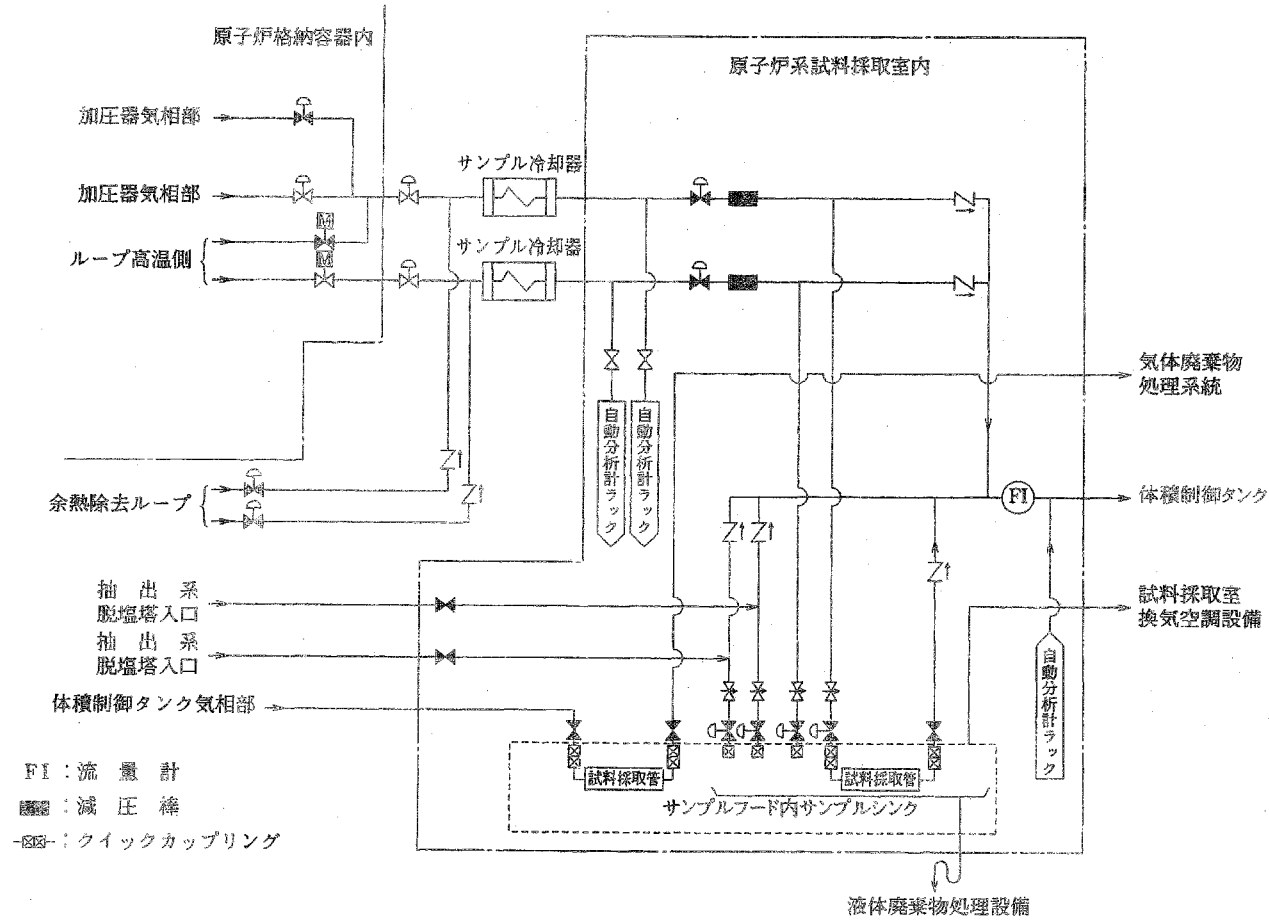 原子炉格納容器内
原子炉系試料採取室内
加圧器気相部
サンプル冷却器
加圧器気相部
M
サンプル冷却器
ループ高温側
M
気体廃棄物
処理系統
自動分析計ラック
自動分析計ラック
余熱除去ループ
FI
体積制御タンク
抽出系
脱塩塔入口
試料採取室
換気空調設備
抽出系
脱塩塔入口
自動分析計ラック
体積制御タンク気相部
試料採取管
試料採取管
サンプルフード内サンプルシンク
FI:流量計
:減圧棒
:クイックカップリング
液体廃棄物処理設備